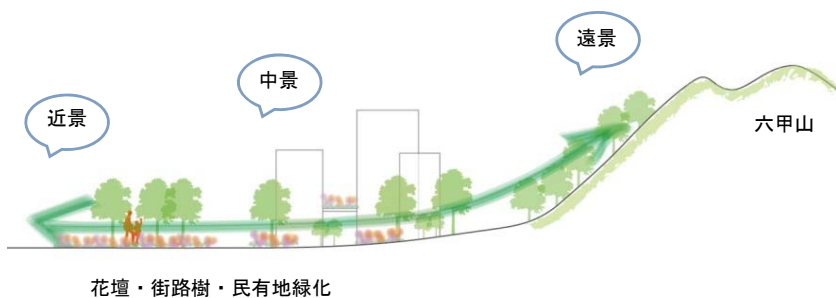 遠景
中景
近景
六甲山
花壇・街路樹・民有地緑化